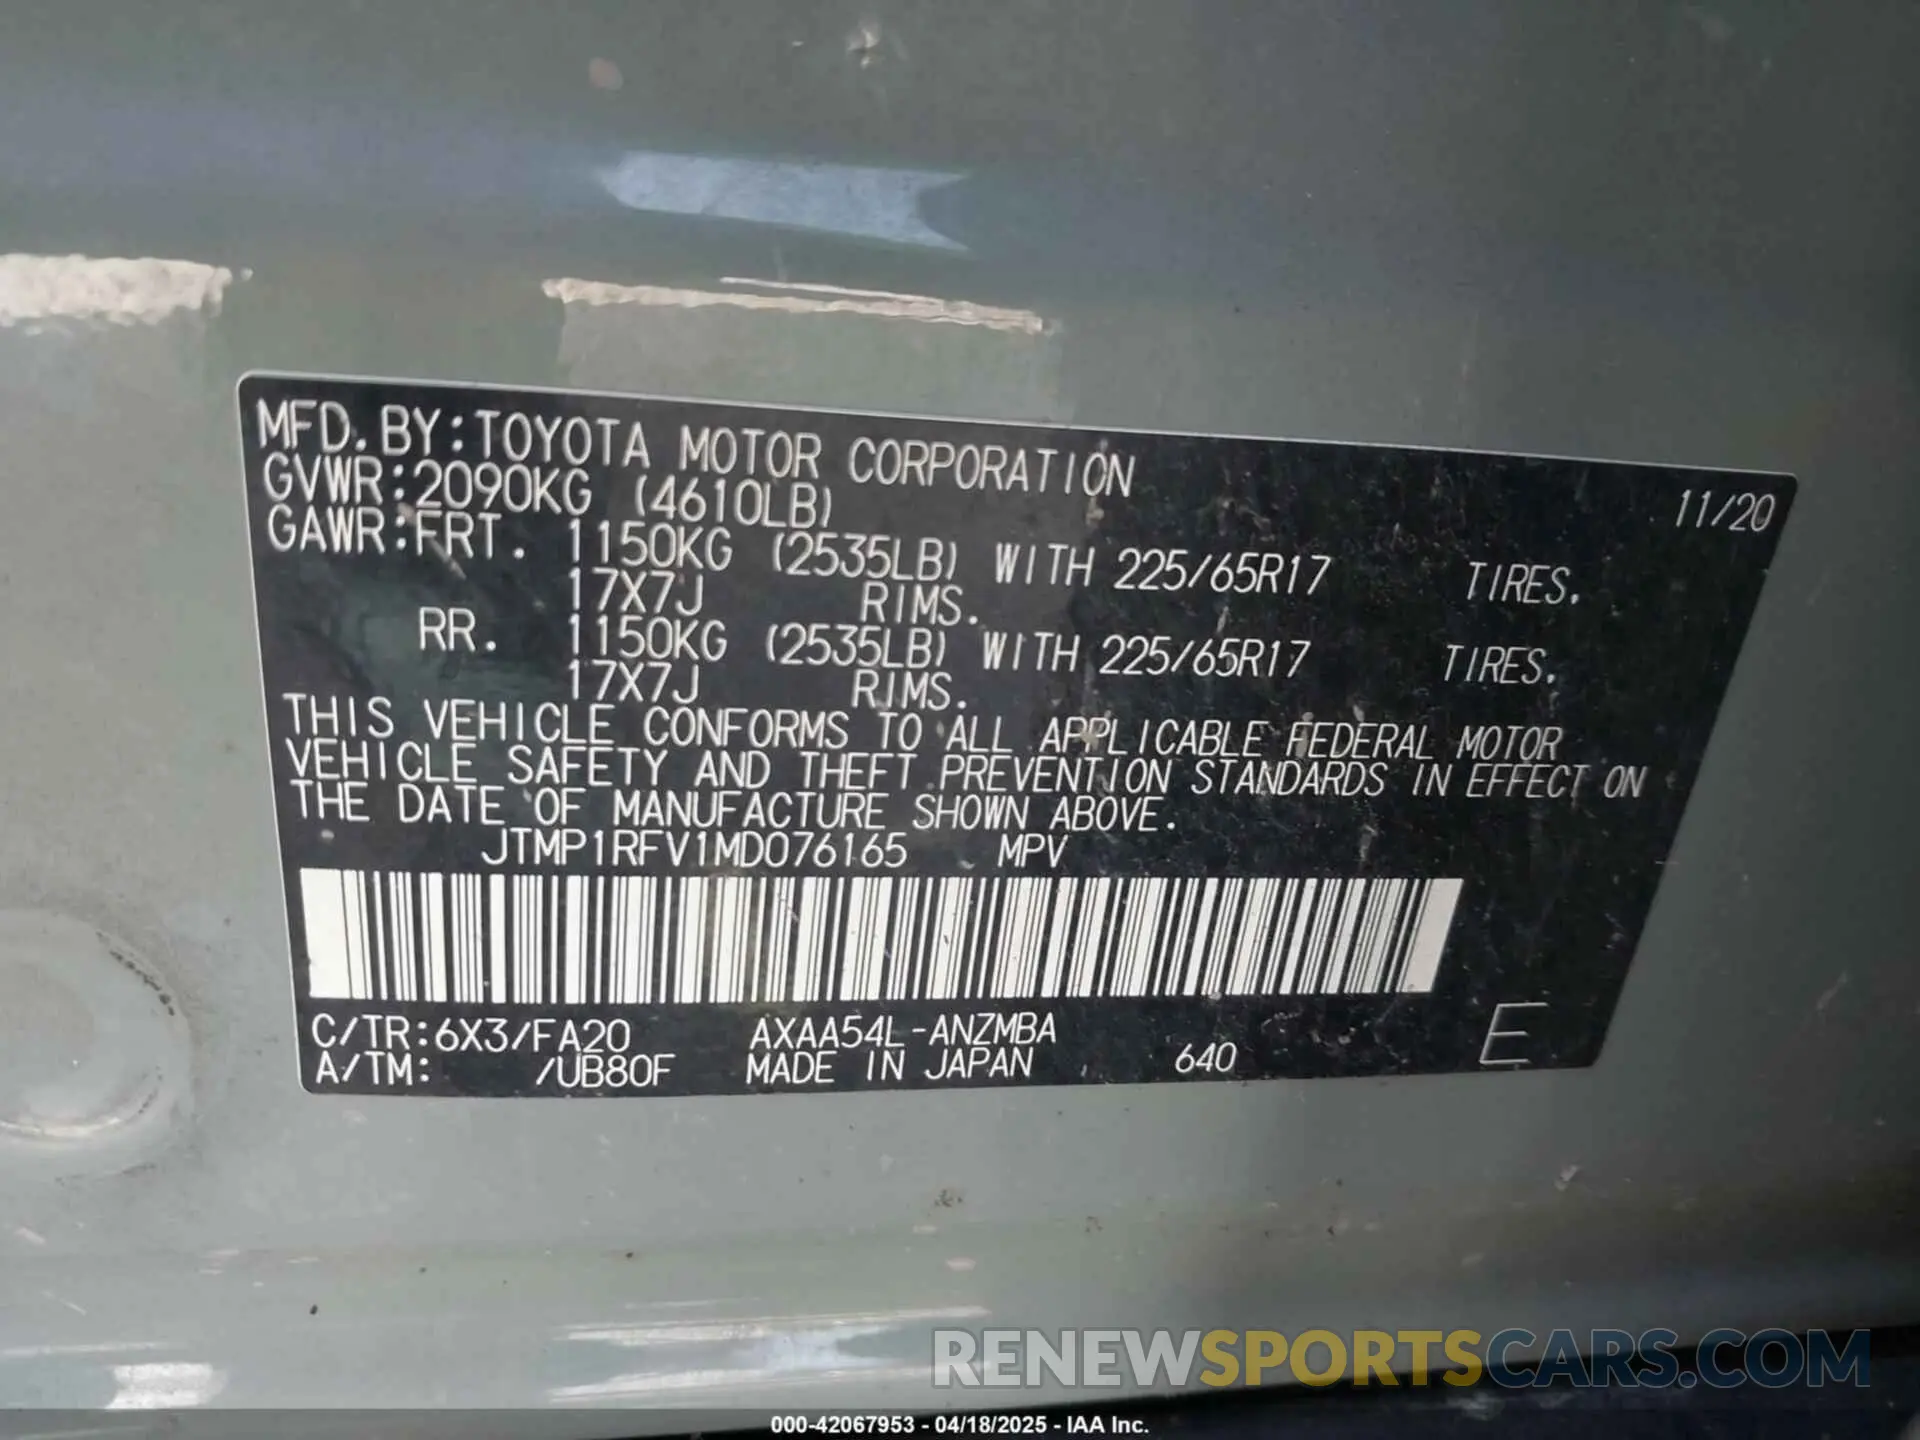 MFD. BY: TOYOTA MOTOR CORPORATION 11/20
GVWR: 2090KG (4610LB)
GAWR: FRT. 1150KG (2535LB) WITH 225/65R17 TIRES.
17X7J RIMS.
RR. 1150KG (2535LB) WITH 225/65R17 TIRES.
17X7J RIMS.
THIS VEHICLE CONFORMS TO ALL APPLICABLE FEDERAL MOTOR
VEHICLE SAFETY AND THEFT PREVENTION STANDARDS IN EFFECT ON
THE DATE OF MANUFACTURE SHOWN ABOVE.
JTMP1RFV1MD076165 MPV
C/TR: 6X3/FA20 AXAA54L-ANZMBA
A/TM: /UB80F MADE IN JAPAN 640 E
RENEWSPORTSCARS.COM
000-42067953 - 04/18/2025 - IAA Inc.